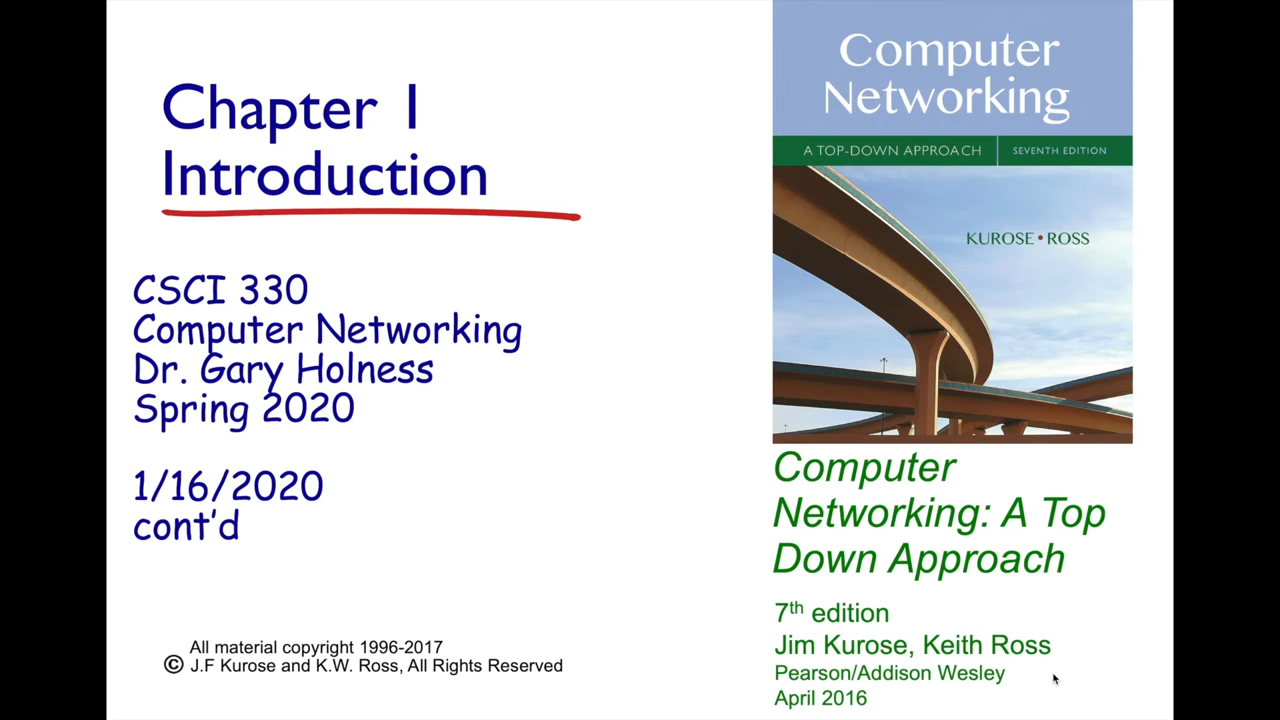 Chapter 1
Introduction
CSCI 330
Computer Networking
Dr. Gary Holness
Spring 2020
1/16/2020
cont'd
All material copyright 1996-2017
© J.F Kurose and K.W. Ross, All Rights Reserved
Computer
Networking
A TOP-DOWN APPROACH SEVENTH EDITION
KUROSE • ROSS
Computer
Networking: A Top
Down Approach
7th edition
Jim Kurose, Keith Ross
Pearson/Addison Wesley
April 2016